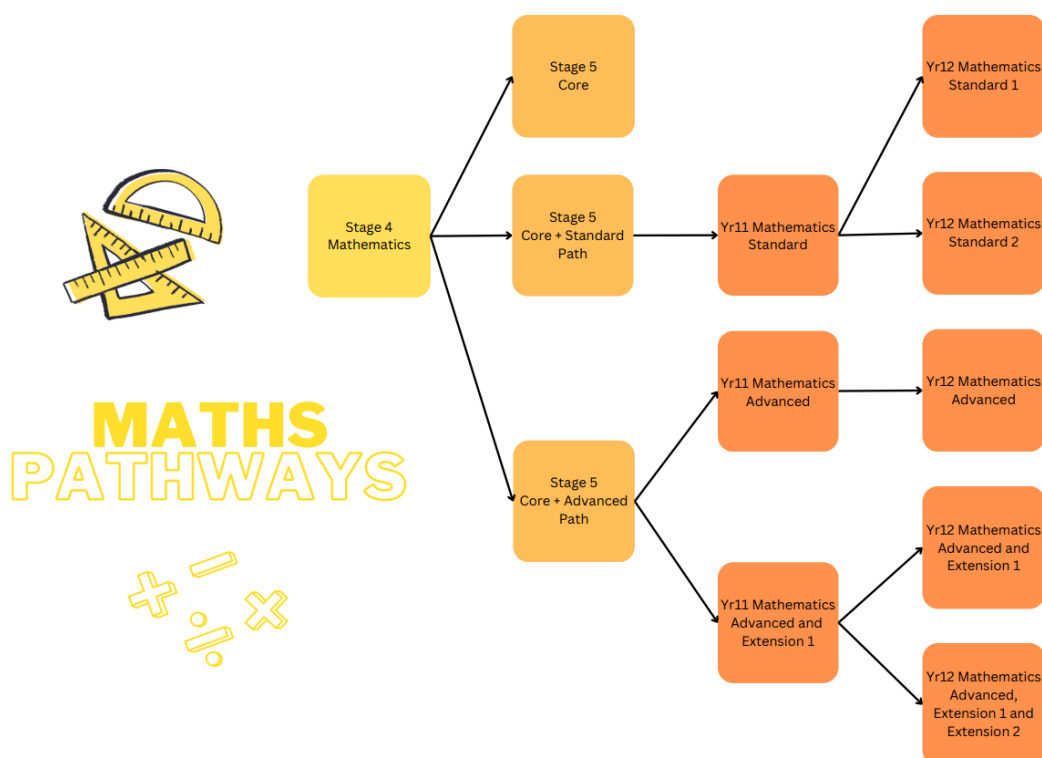 MATHS
PATHWAYS
Stage 4
Mathematics
Stage 5
Core
Stage 5
Core + Standard
Path
Stage 5
Core + Advanced
Path
Yr11 Mathematics
Standard
Yr11 Mathematics
Advanced
Yr11 Mathematics
Advanced and
Extension 1
Yr12 Mathematics
Standard 1
Yr12 Mathematics
Standard 2
Yr12 Mathematics
Advanced
Yr12 Mathematics
Advanced and
Extension 1
Yr12 Mathematics
Advanced,
Extension 1 and
Extension 2